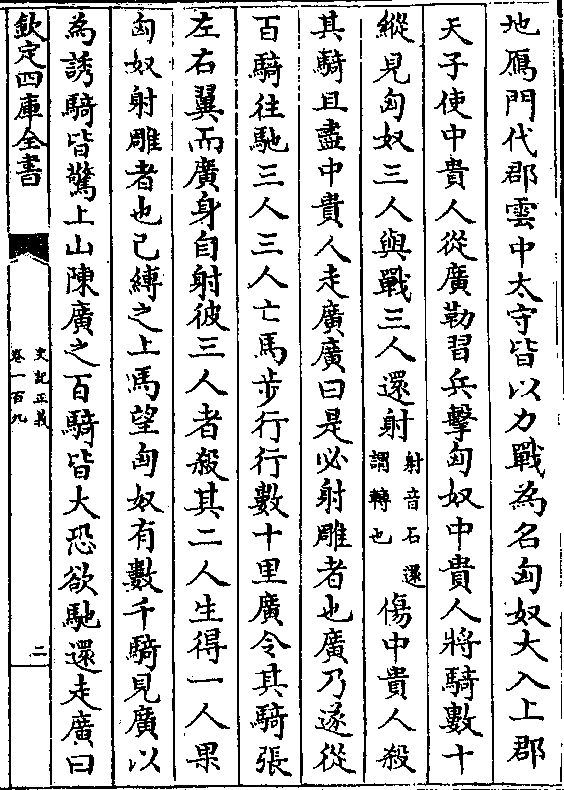 地鴈門代郡雲中太守皆以力戰為名匈奴大入上郡
天子使中貴人從廣勒習兵擊匈奴中貴人將騎數十
縱見匈奴三人與戰三人還射射音石還謂轉也傷中貴人殺
其騎且盡中貴人走廣廣曰是必射雕者也廣乃遂從
百騎往馳三人三人亡馬步行行數十里廣令其騎張
左右翼而廣身自射彼三人者殺其二人生得一人果
匈奴射雕者也已縛之上馬望匈奴有數千騎見廣以
為誘騎皆驚上山陳廣之百騎皆大恐欲馳還走廣曰
欽定四庫全書
史記正義
卷一百九
二